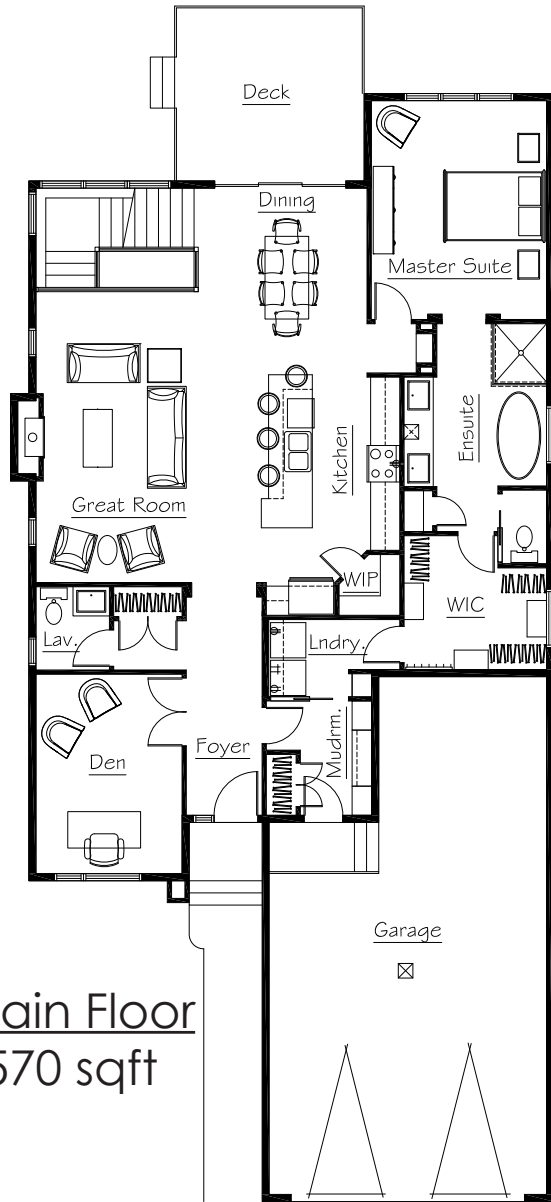 Deck
Dining
Master Suite
Ensuite
Kitchen
Great Room
WIP
WIC
Lav.
Lndry.
Mudrm.
Foyer
Den
Garage
ain Floor
570 sqft